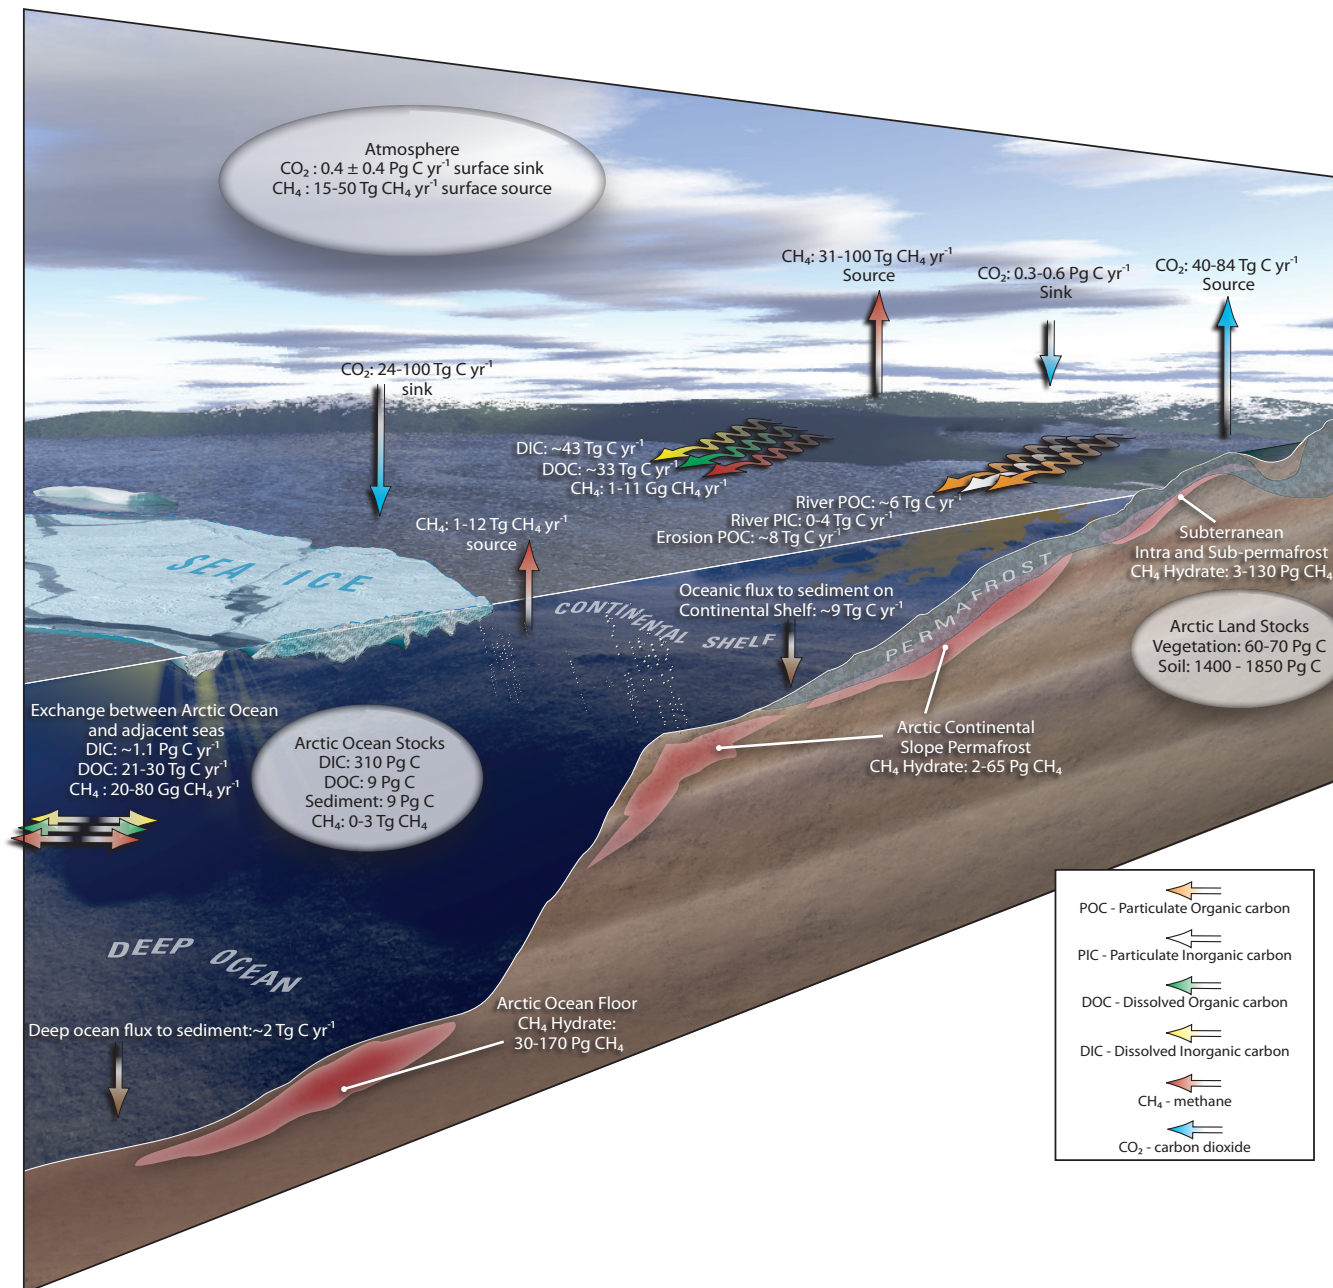 Atmosphere
CO₂ : 0.4 ± 0.4 Pg C yr⁻¹ surface sink
CH₄ : 15-50 Tg CH₄ yr⁻¹ surface source
CH₄: 31-100 Tg CH₄ yr⁻¹
Source
CO₂: 0.3-0.6 Pg C yr⁻¹
Sink
CO₂: 40-84 Tg C yr⁻¹
Source
CO₂: 24-100 Tg C yr⁻¹
sink
DIC: ~43 Tg C yr⁻¹
DOC: ~33 Tg C yr⁻¹
CH₄: 1-11 Gg CH₄ yr⁻¹
River POC: ~6 Tg C yr⁻¹
River PIC: 0-4 Tg C yr⁻¹
Erosion POC: ~8 Tg C yr⁻¹
CH₄: 1-12 Tg CH₄ yr⁻¹
source
SEA ICE
CONTINENTAL SHELF
Oceanic flux to sediment on
Continental Shelf: ~9 Tg C yr⁻¹
PERMAFROST
Subterranean
Intra and Sub-permafrost
CH₄ Hydrate: 3-130 Pg CH₄
Arctic Land Stocks
Vegetation: 60-70 Pg C
Soil: 1400 - 1850 Pg C
Exchange between Arctic Ocean
and adjacent seas
DIC: ~1.1 Pg C yr⁻¹
DOC: 21-30 Tg C yr⁻¹
CH₄ : 20-80 Gg CH₄ yr⁻¹
Arctic Ocean Stocks
DIC: 310 Pg C
DOC: 9 Pg C
Sediment: 9 Pg C
CH₄: 0-3 Tg CH₄
Arctic Continental
Slope Permafrost
CH₄ Hydrate: 2-65 Pg CH₄
DEEP OCEAN
Arctic Ocean Floor
CH₄ Hydrate:
30-170 Pg CH₄
Deep ocean flux to sediment:~2 Tg C yr⁻¹
POC - Particulate Organic carbon
PIC - Particulate Inorganic carbon
DOC - Dissolved Organic carbon
DIC - Dissolved Inorganic carbon
CH₄ - methane
CO₂ - carbon dioxide